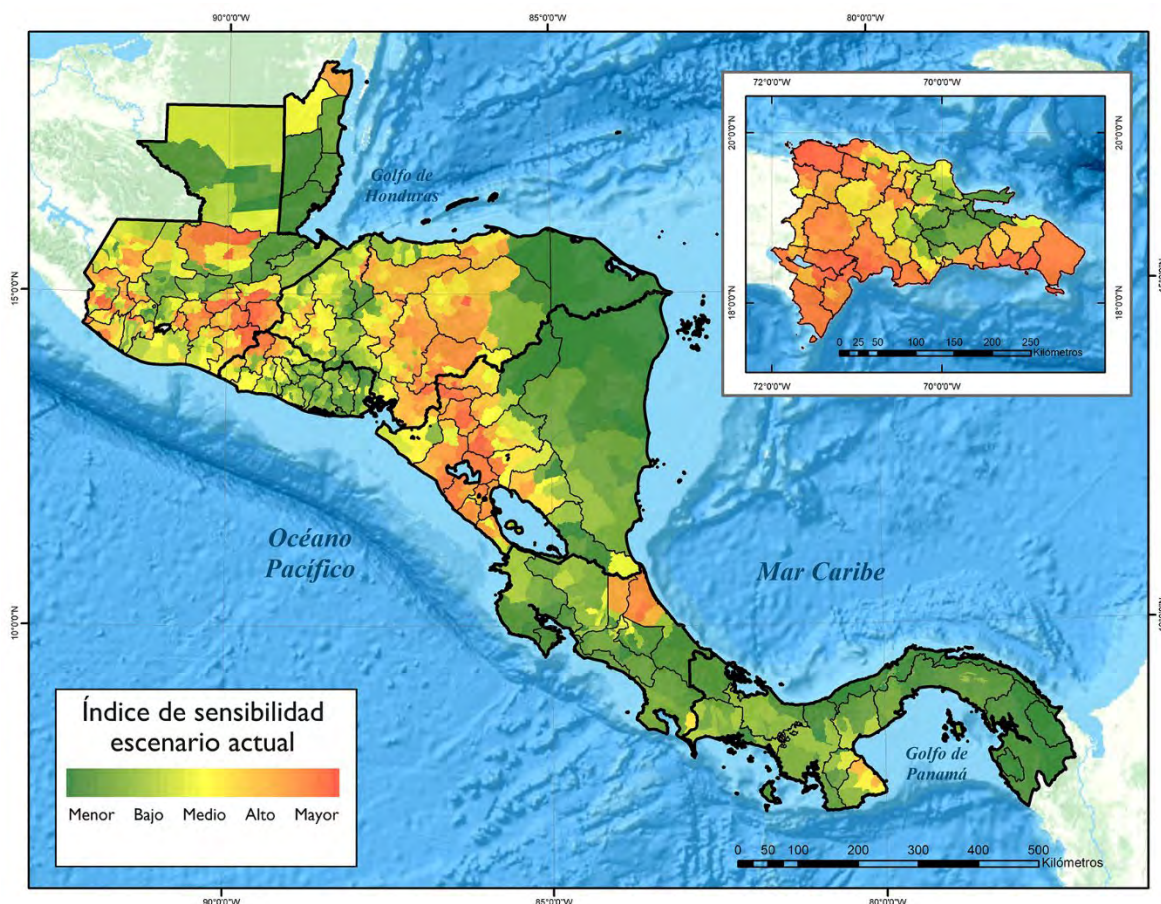 90°0'0"W 85°0'0"W 80°0'0"W
72°0'0"W 70°0'0"W
20°0'0"N 20°0'0"N
18°0'0"N 18°0'0"N
0 25 50 100 150 200 250
Kilómetros
72°0'0"W 70°0'0"W
Golfo de
Honduras
15°0'0"N
Océano
Pacífico
Mar Caribe
10°0'0"N
Golfo de
Panamá
Índice de sensibilidad
escenario actual
Menor Bajo Medio Alto Mayor
0 50 100 200 300 400 500
Kilómetros
90°0'0"W 85°0'0"W 80°0'0"W